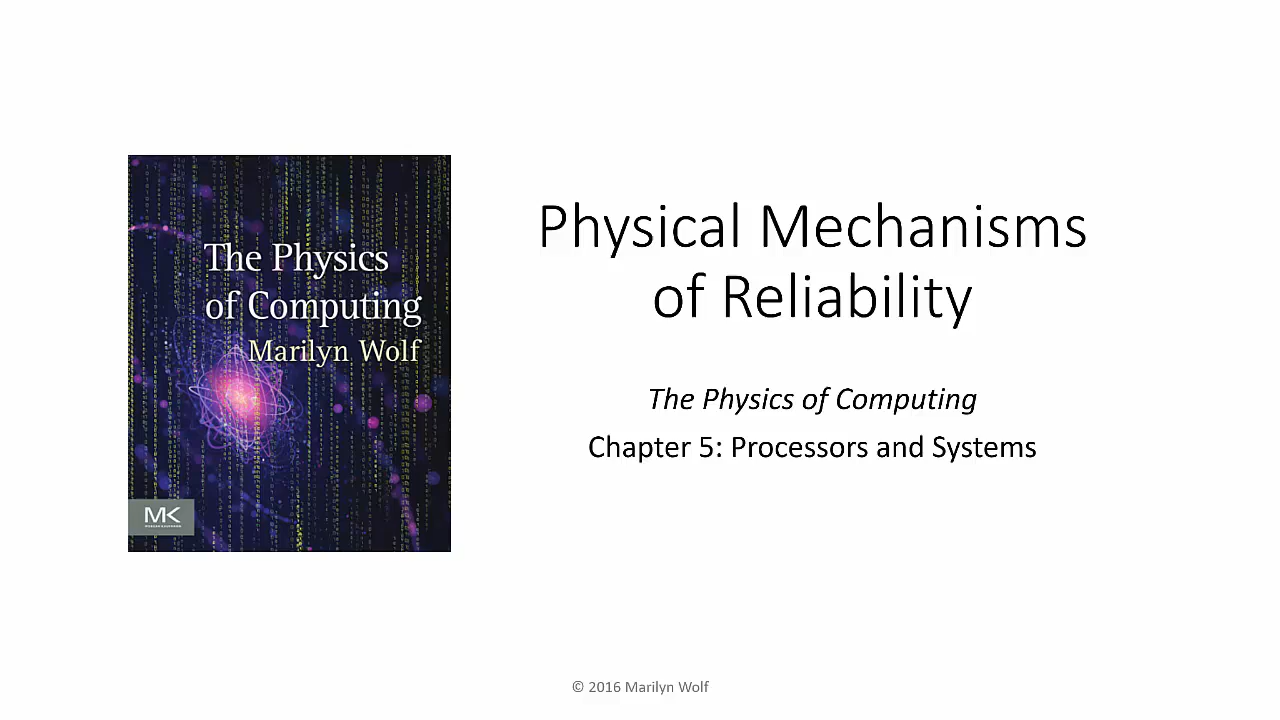 The Physics
of Computing
Marilyn Wolf
MK
Physical Mechanisms
of Reliability
The Physics of Computing
Chapter 5: Processors and Systems
© 2016 Marilyn Wolf